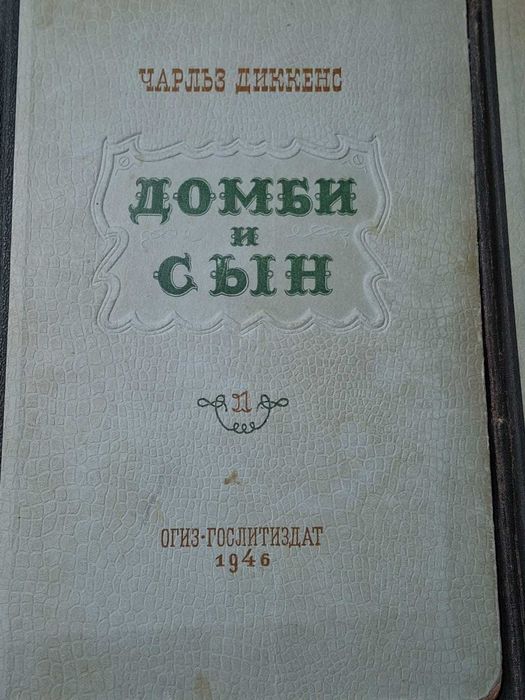 ЧАРЛЬЗ ДИККЕНС
ДОМБИ
И
СЫН
1
ОГИЗ-ГОСЛИТИЗДАТ
1946